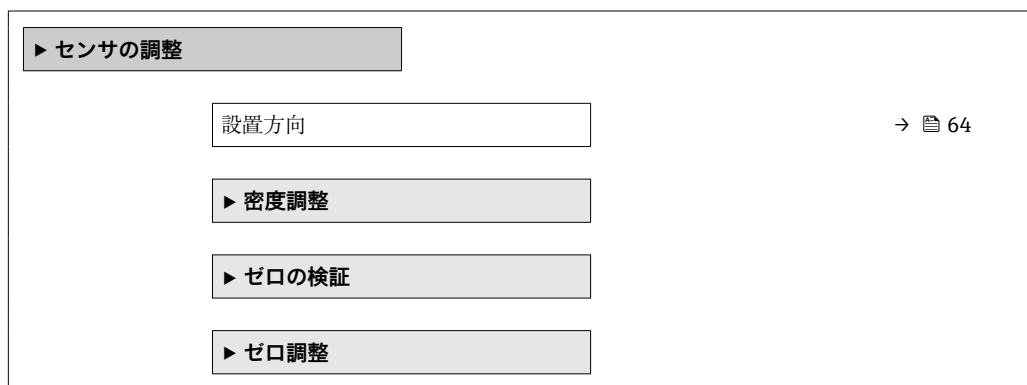 ▶ センサの調整
設置方向 → 64
▶ 密度調整
▶ ゼロの検証
▶ ゼロ調整